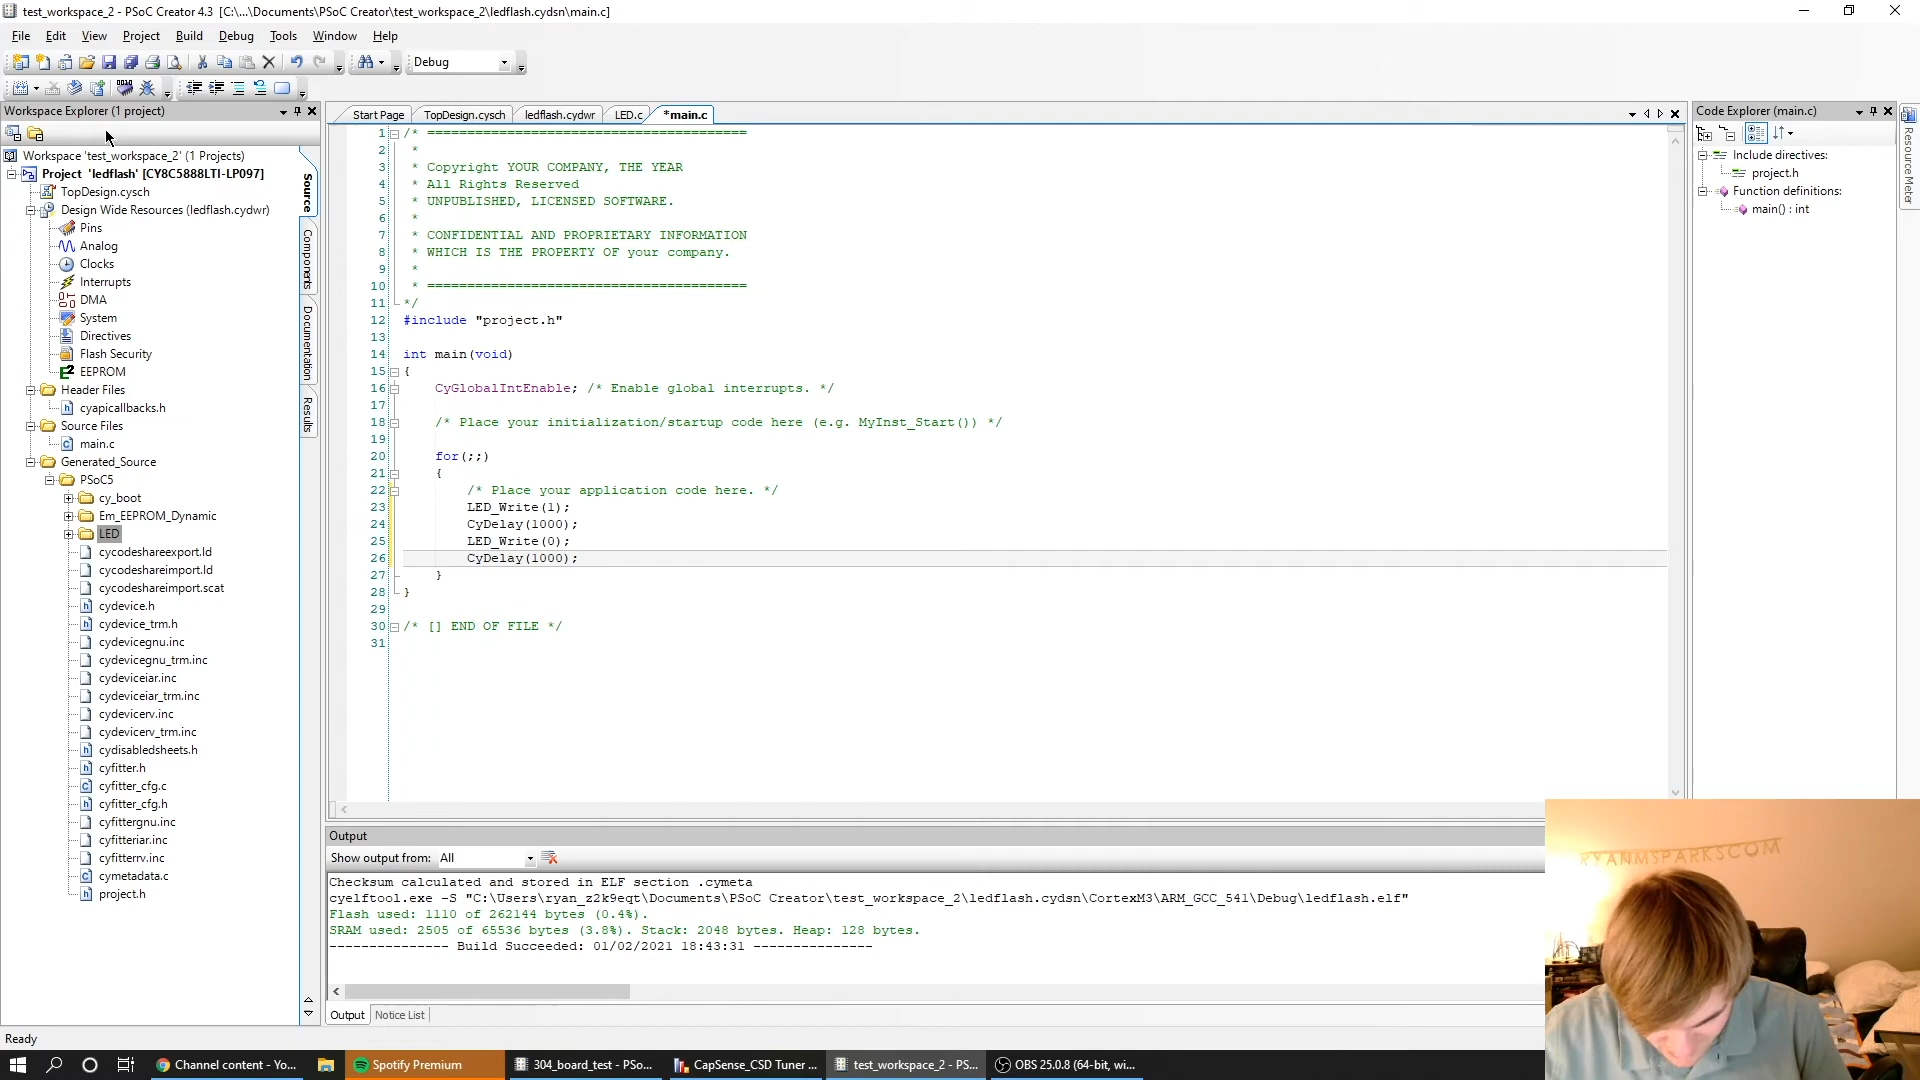 test_workspace_2 - PSoC Creator 4.3 [C:\...\Documents\PSoC Creator\test_workspace_2\ledflash.cydsn\main.c]
File Edit View Project Build Debug Tools Window Help
Debug
Workspace Explorer (1 project)
Workspace 'test_workspace_2' (1 Projects)
Project 'ledflash' [CY8C5888LTI-LP097]
TopDesign.cysch
Design Wide Resources (ledflash.cydwr)
Pins
Analog
Clocks
Interrupts
DMA
System
Directives
Flash Security
EEPROM
Header Files
cyapicallbacks.h
Source Files
main.c
Generated_Source
PSoC5
cy_boot
Em_EEPROM_Dynamic
LED
cycodeshareexport.ld
cycodeshareimport.ld
cycodeshareimport.scat
cydevice.h
cydevice_trm.h
cydevicegnu.inc
cydevicegnu_trm.inc
cydeviceiar.inc
cydeviceiar_trm.inc
cydevicerv.inc
cydevicerv_trm.inc
cydisabledsheets.h
cyfitter.h
cyfitter_cfg.c
cyfitter_cfg.h
cyfittergnu.inc
cyfitteriar.inc
cyfitterrv.inc
cymetadata.c
project.h
Source
Components
Documentation
Results
Start Page TopDesign.cysch ledflash.cydwr LED.c *main.c
1 /* ========================================
2 *
3 * Copyright YOUR COMPANY, THE YEAR
4 * All Rights Reserved
5 * UNPUBLISHED, LICENSED SOFTWARE.
6 *
7 * CONFIDENTIAL AND PROPRIETARY INFORMATION
8 * WHICH IS THE PROPERTY OF your company.
9 *
10 * ========================================
11 */
12 #include "project.h"
13
14 int main(void)
15 {
16 CyGlobalIntEnable; /* Enable global interrupts. */
17
18 /* Place your initialization/startup code here (e.g. MyInst_Start()) */
19
20 for(;;)
21 {
22 /* Place your application code here. */
23 LED_Write(1);
24 CyDelay(1000);
25 LED_Write(0);
26 CyDelay(1000);
27 }
28 }
29
30 /* [] END OF FILE */
31
Code Explorer (main.c)
Include directives:
project.h
Function definitions:
main() : int
Resource Meter
Output
Show output from: All
Checksum calculated and stored in ELF section .cymeta
cyelftool.exe -S "C:\Users\ryan_z2k9eqt\Documents\PSoC Creator\test_workspace_2\ledflash.cydsn\CortexM3\ARM_GCC_541\Debug\ledflash.elf"
Flash used: 1110 of 262144 bytes (0.4%).
SRAM used: 2505 of 65536 bytes (3.8%). Stack: 2048 bytes. Heap: 128 bytes.
--------------- Build Succeeded: 01/02/2021 18:43:31 ---------------
Output Notice List
RYANMSPARKSCOM
Ready
Channel content - Yo...
Spotify Premium
304_board_test - PSo...
CapSense_CSD Tuner ...
test_workspace_2 - PS...
OBS 25.0.8 (64-bit, wi...